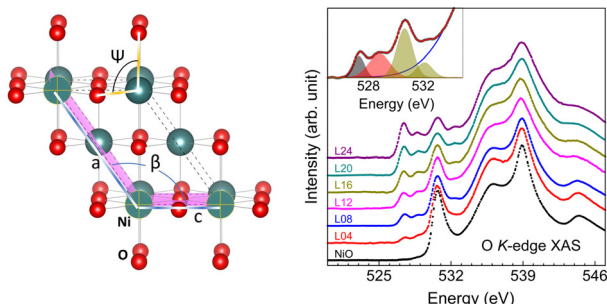 Ψ
a
β
Ni
c
O
Intensity (arb. unit)
528 532
Energy (eV)
L24
L20
L16
L12
L08
L04
NiO
O K-edge XAS
525 532 539 546
Energy (eV)